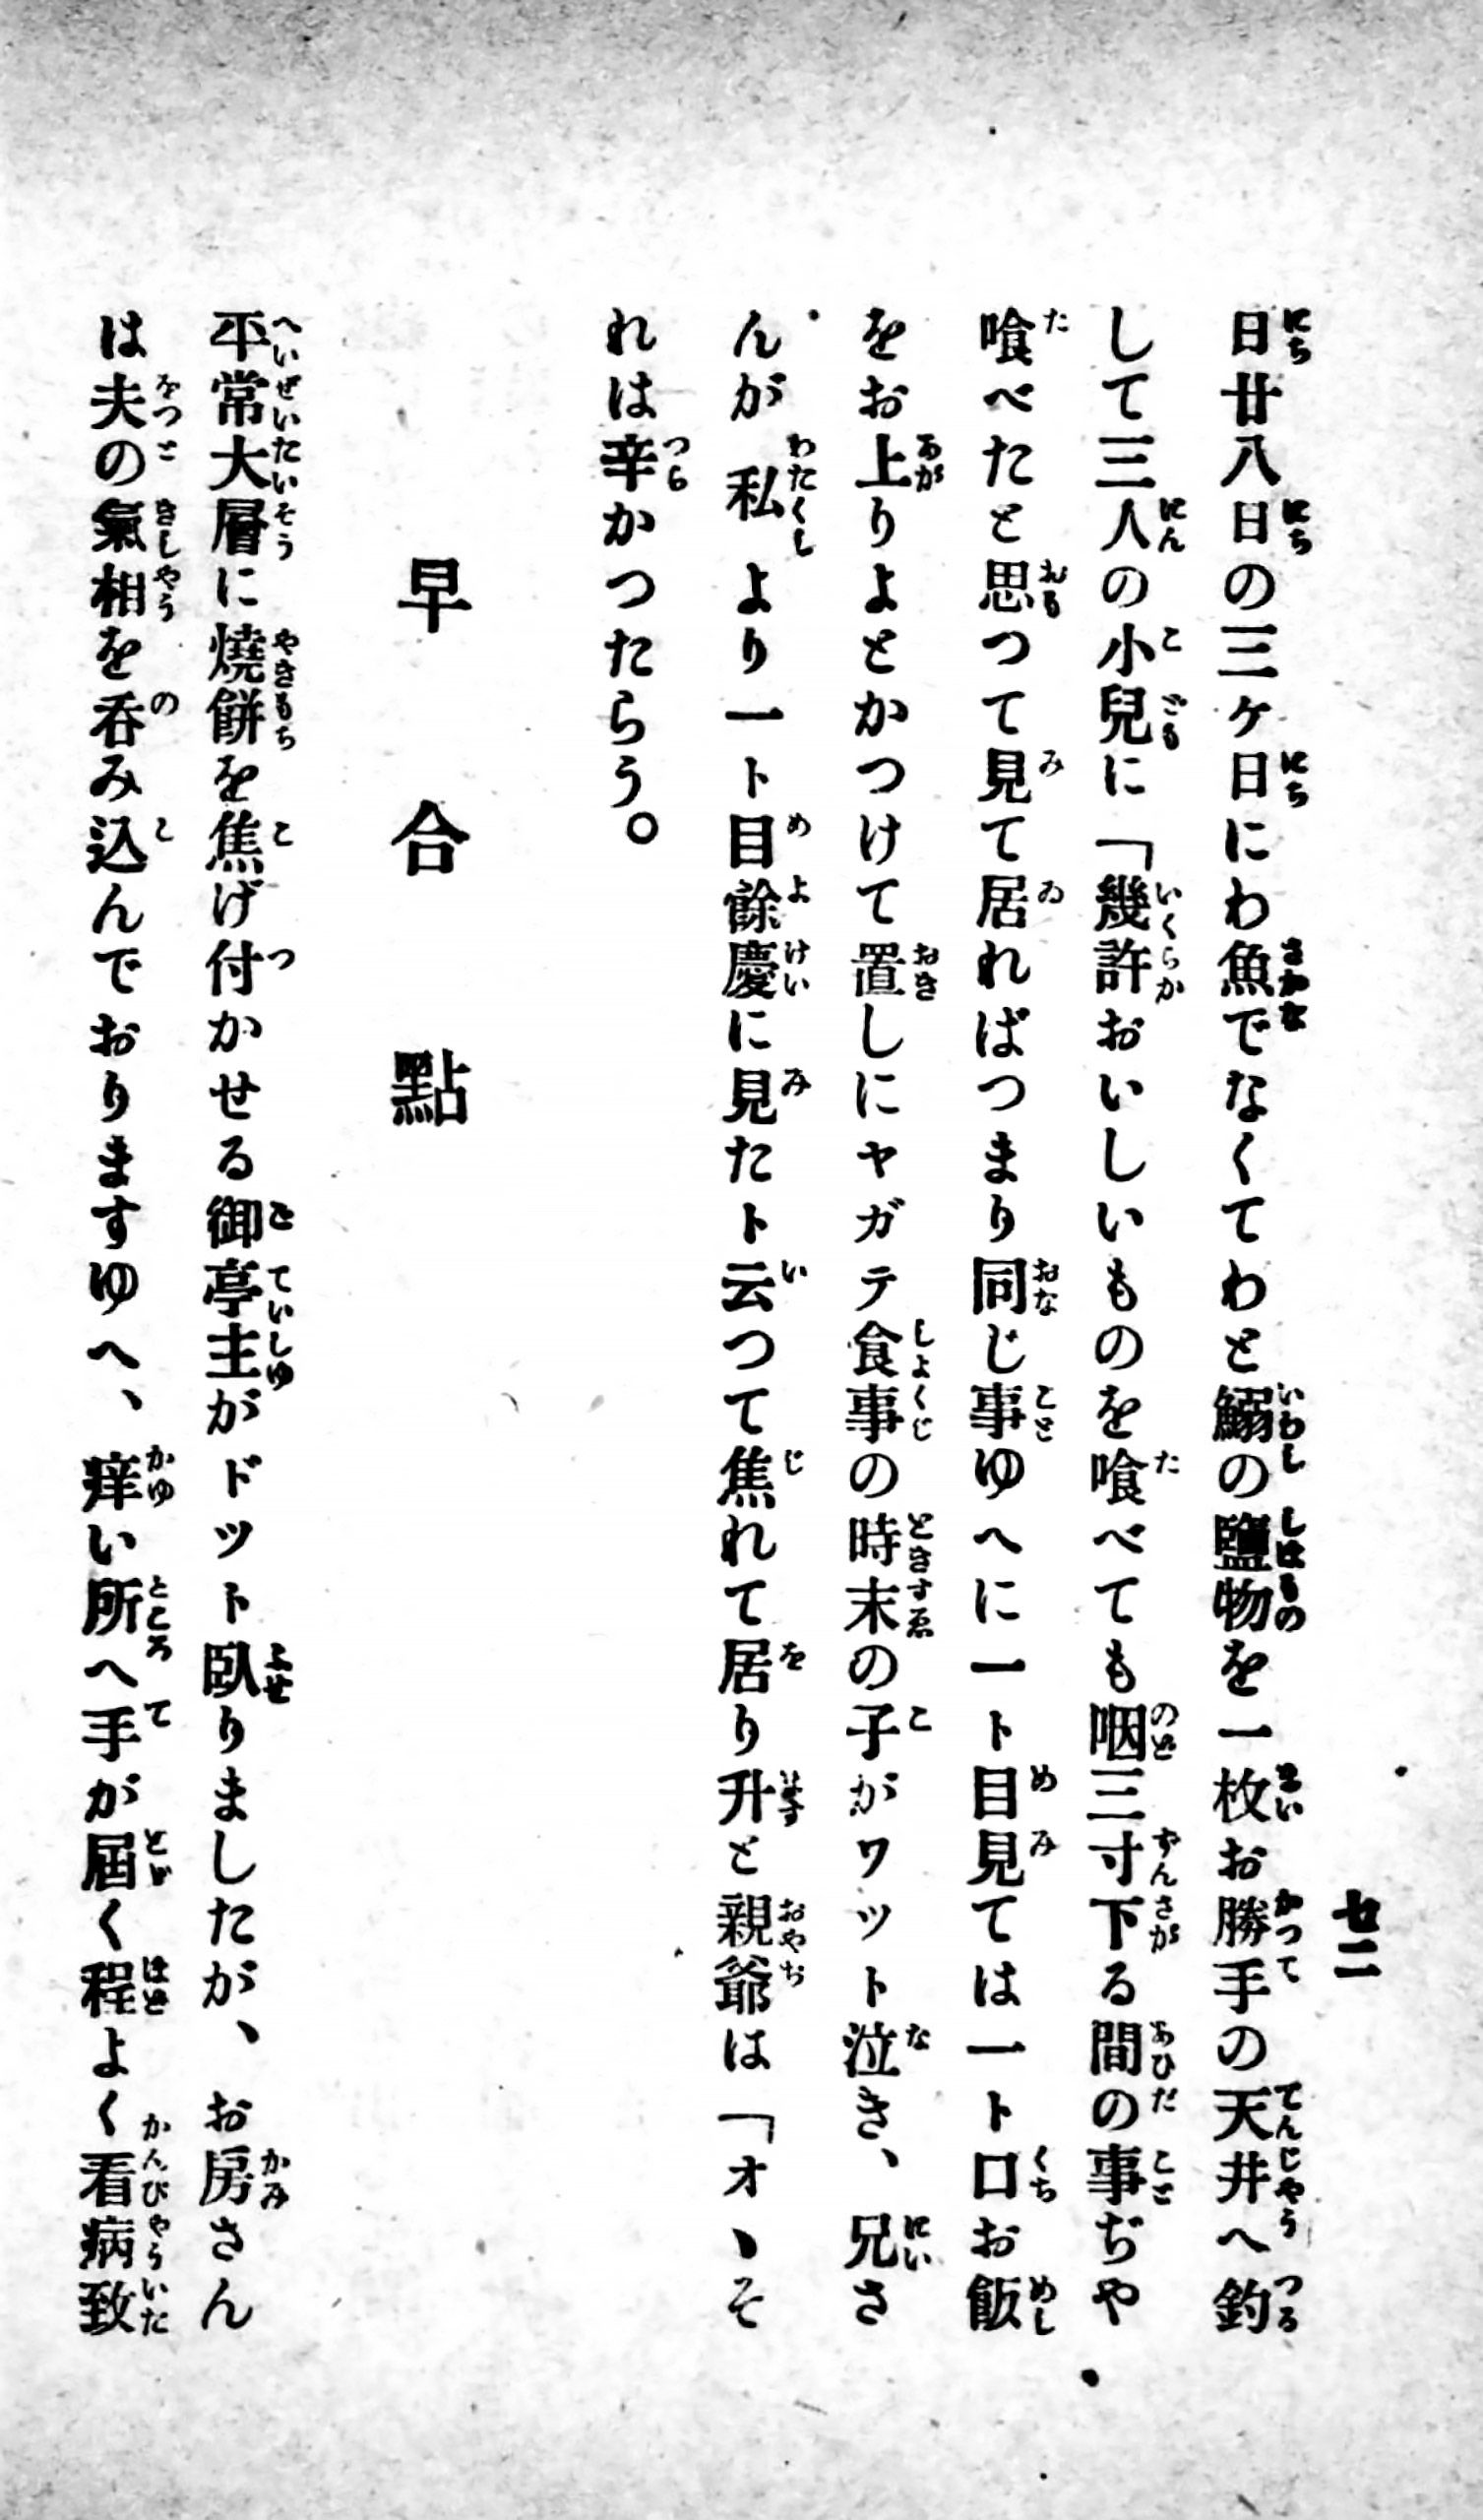 七二
日廿八日の三ヶ日にわ魚でなくてわと鰯の鹽物を一枚お勝手の天井へ釣
して三人の小兒に「幾許おいしいものを喰べても咽三寸下る間の事ぢや
喰べたと思つて見て居ればつまり同じ事ゆへに一ト目見ては一ト口お飯
をお上りよとかつけて置しにヤガテ食事の時末の子がワット泣き、兄さ
んが私より一ト目餘慶に見たト云つて焦れて居り升と親爺は「オヽそ
れは辛かつたらう。
早合點
平常大層に燒餅を焦げ付かせる御亭主がドット臥りましたが、お房さん
は夫の氣相を呑み込んでおりますゆへ、痒い所へ手が屆く程よく看病致